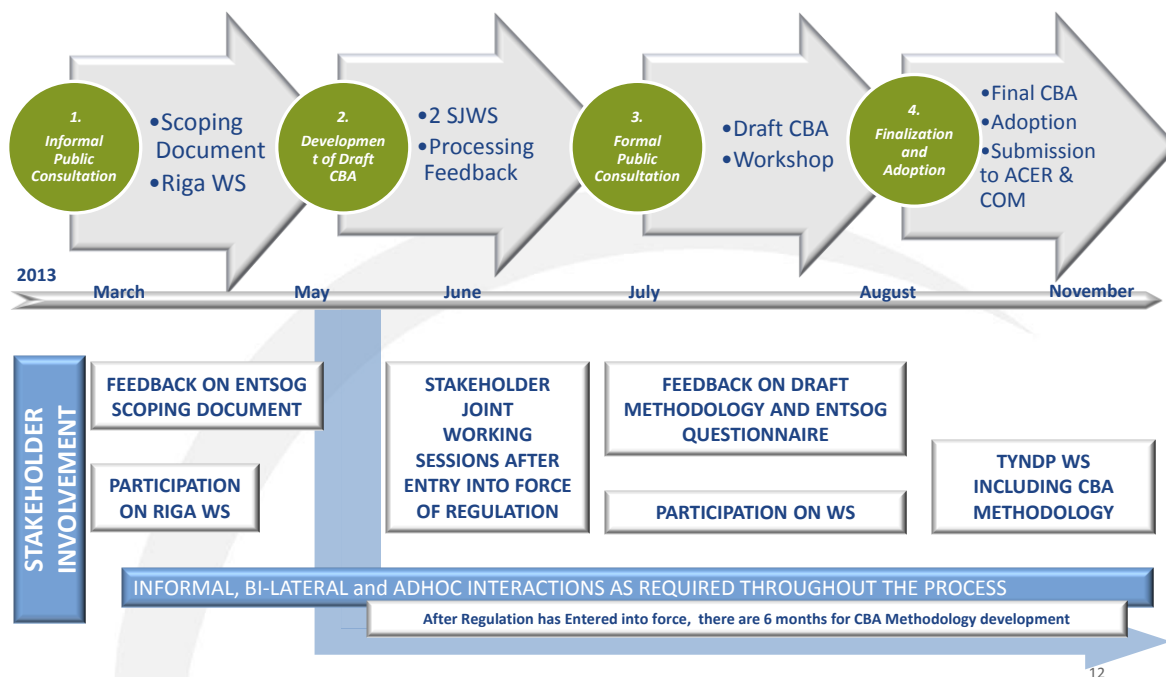 1.
Informal
Public
Consultation
•Scoping
Document
•Riga WS
2.
Developmen
t of Draft
CBA
•2 SJWS
•Processing
Feedback
3.
Formal
Public
Consultation
•Draft CBA
•Workshop
4.
Finalization
and
Adoption
•Final CBA
•Adoption
•Submission
to ACER &
COM
2013
March
May
June
July
August
November
STAKEHOLDER
INVOLVEMENT
FEEDBACK ON ENTSOG
SCOPING DOCUMENT
PARTICIPATION
ON RIGA WS
STAKEHOLDER
JOINT
WORKING
SESSIONS AFTER
ENTRY INTO FORCE
OF REGULATION
FEEDBACK ON DRAFT
METHODOLOGY AND ENTSOG
QUESTIONNAIRE
PARTICIPATION ON WS
TYNDP WS
INCLUDING CBA
METHODOLOGY
INFORMAL, BI-LATERAL and ADHOC INTERACTIONS AS REQUIRED THROUGHOUT THE PROCESS
After Regulation has Entered into force, there are 6 months for CBA Methodology development
12